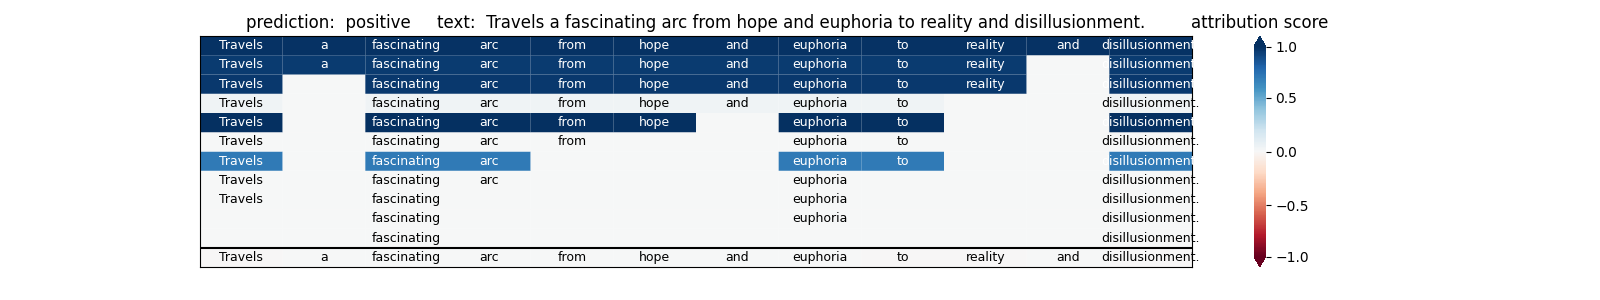 prediction:  positive     text:  Travels a fascinating arc from hope and euphoria to reality and disillusionment.     attribution score
Travels a fascinating arc from hope and euphoria to reality and disillusionment.
Travels a fascinating arc from hope and euphoria to reality disillusionment.
Travels fascinating arc from hope and euphoria to reality disillusionment.
Travels fascinating arc from hope and euphoria to disillusionment.
Travels fascinating arc from hope euphoria to disillusionment.
Travels fascinating arc from euphoria to disillusionment.
Travels fascinating arc euphoria to disillusionment.
Travels fascinating arc euphoria disillusionment.
Travels fascinating euphoria disillusionment.
fascinating euphoria disillusionment.
fascinating disillusionment.
Travels a fascinating arc from hope and euphoria to reality and disillusionment.
1.0
0.5
0.0
−0.5
−1.0